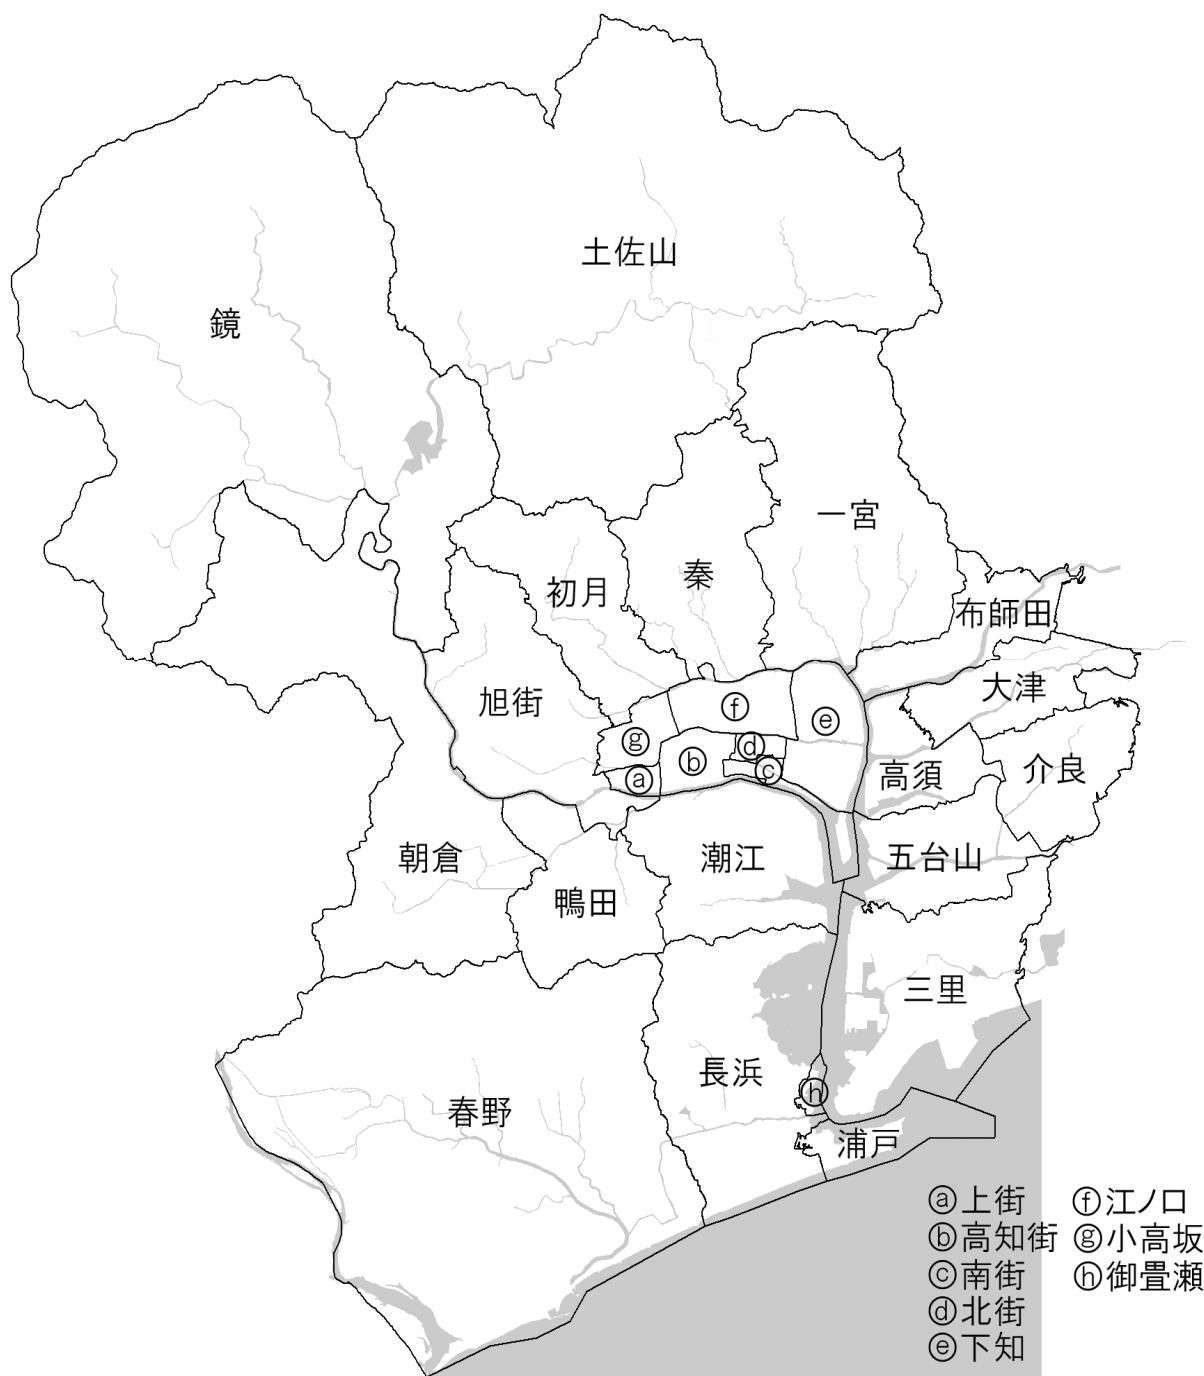 土佐山
鏡
一宮
秦
初月
布師田
大津
旭街
ⓕ
ⓔ
ⓖ
ⓓ
ⓑ
ⓒ
ⓐ
高須
介良
朝倉
潮江
五台山
鴨田
三里
長浜
ⓗ
春野
浦戸
ⓐ上街
ⓑ高知街
ⓒ南街
ⓓ北街
ⓔ下知
ⓕ江ノ口
ⓖ小高坂
ⓗ御畳瀬